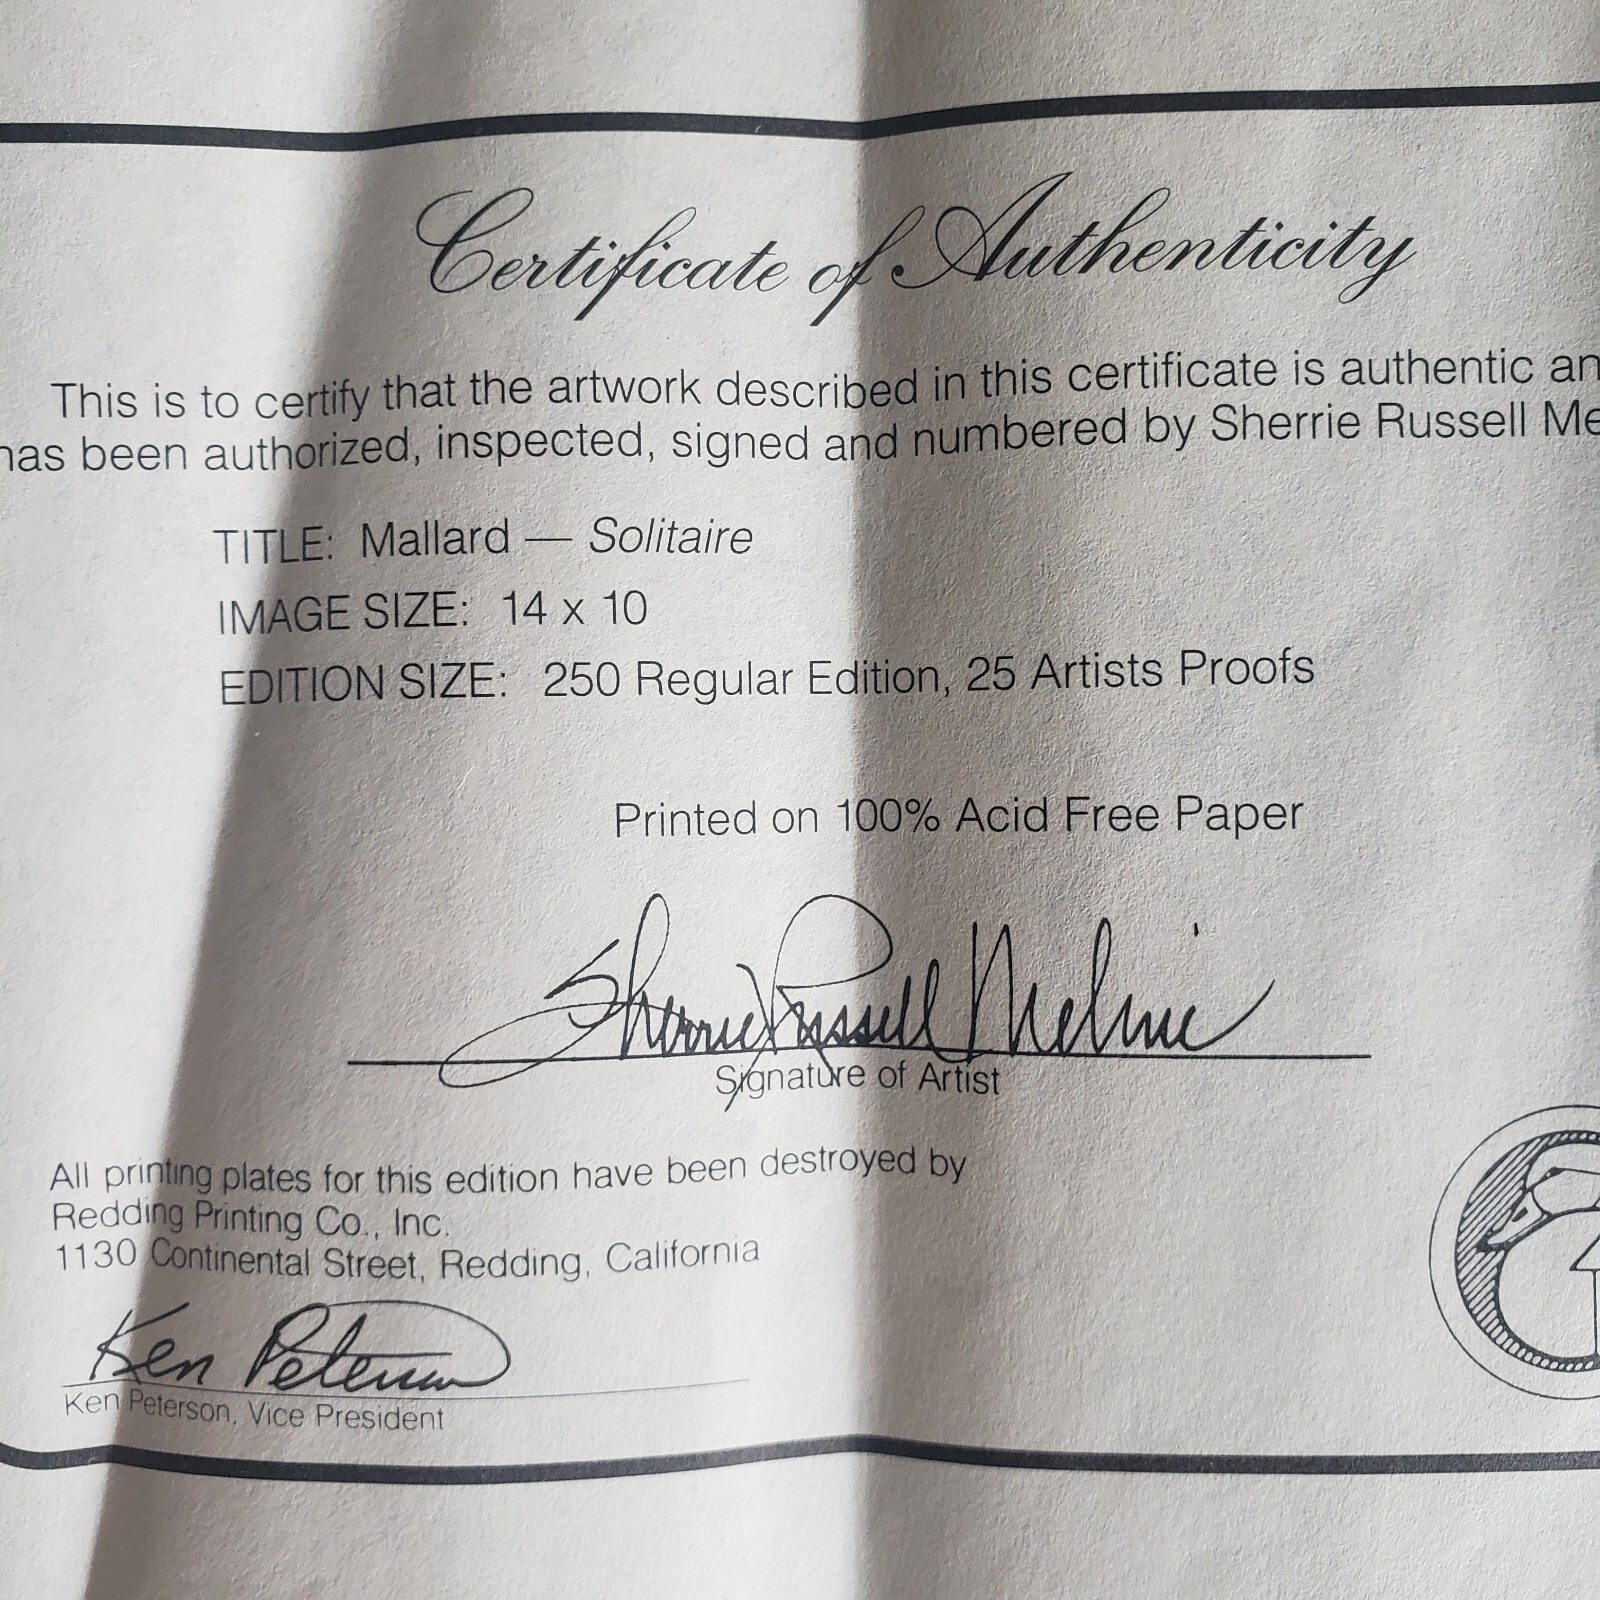 Certificate of Authenticity
This is to certify that the artwork described in this certificate is authentic an
has been authorized, inspected, signed and numbered by Sherrie Russell Me
TITLE: Mallard — Solitaire
IMAGE SIZE: 14 x 10
EDITION SIZE: 250 Regular Edition, 25 Artists Proofs
Printed on 100% Acid Free Paper
Sherrie Russell Meline
Signature of Artist
All printing plates for this edition have been destroyed by
Redding Printing Co., Inc.
1130 Continental Street, Redding, California
Ken Peterson
Ken Peterson, Vice President